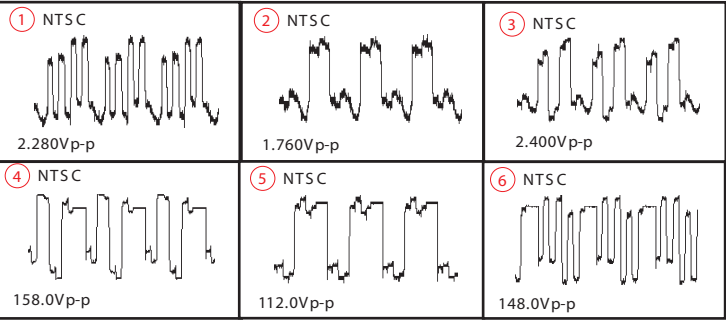 1 NTSC
2.280Vp-p
2 NTSC
1.760Vp-p
3 NTSC
2.400Vp-p
4 NTSC
158.0Vp-p
5 NTSC
112.0Vp-p
6 NTSC
148.0Vp-p